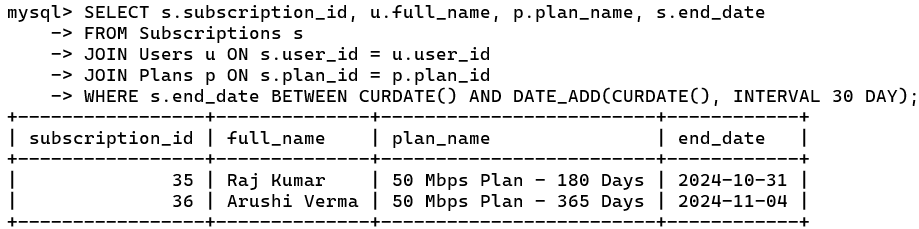 mysql> SELECT s.subscription_id, u.full_name, p.plan_name, s.end_date
    -> FROM Subscriptions s
    -> JOIN Users u ON s.user_id = u.user_id
    -> JOIN Plans p ON s.plan_id = p.plan_id
    -> WHERE s.end_date BETWEEN CURDATE() AND DATE_ADD(CURDATE(), INTERVAL 30 DAY);
+-----------------+--------------+-------------------------+------------+
| subscription_id | full_name    | plan_name               | end_date   |
+-----------------+--------------+-------------------------+------------+
|              35 | Raj Kumar    | 50 Mbps Plan - 180 Days | 2024-10-31 |
|              36 | Arushi Verma | 50 Mbps Plan - 365 Days | 2024-11-04 |
+-----------------+--------------+-------------------------+------------+